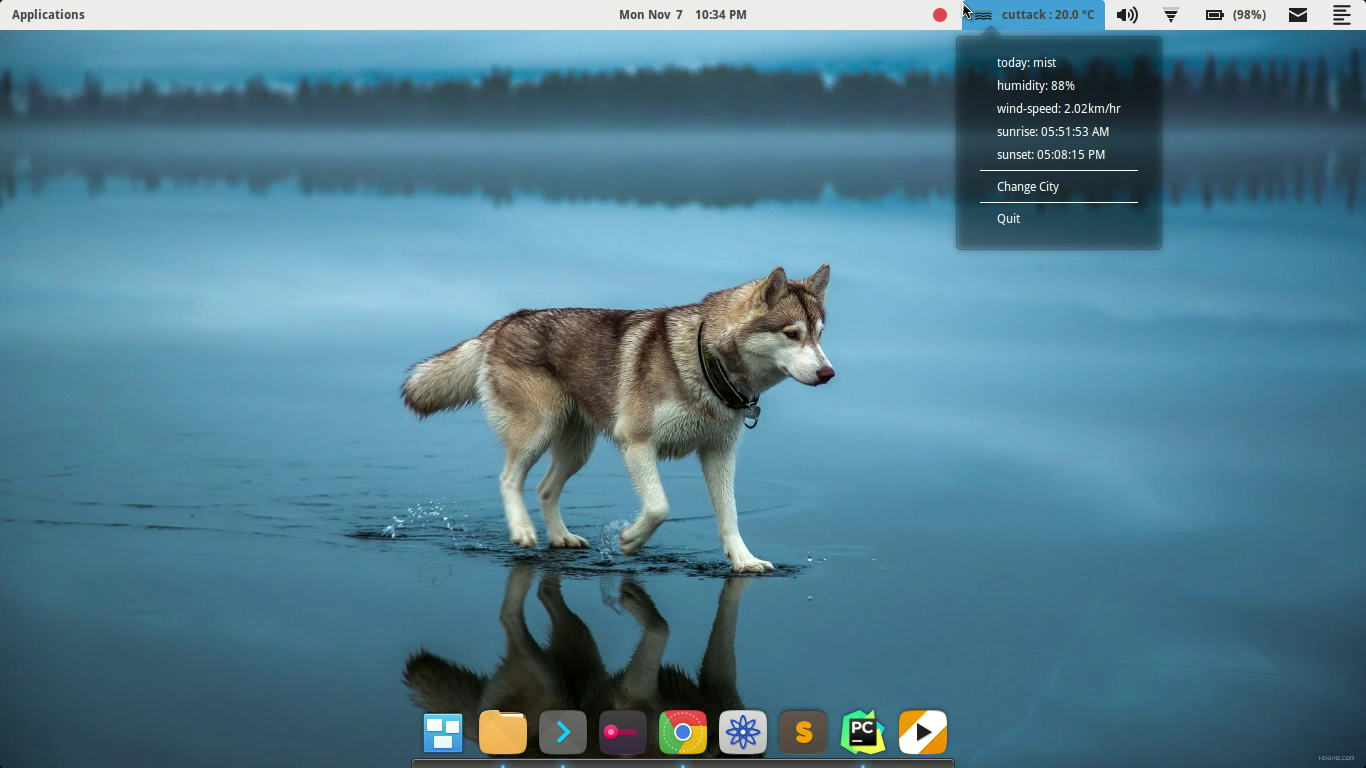 Applications
Mon Nov 7 10:34 PM
cuttack : 20.0 °C
(98%)
today: mist
humidity: 88%
wind-speed: 2.02km/hr
sunrise: 05:51:53 AM
sunset: 05:08:15 PM
Change City
Quit
S
PC